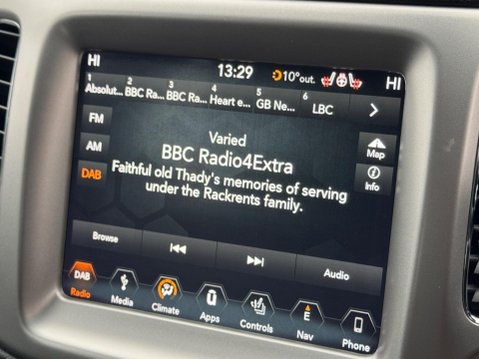 HI 13:29 10°out. HI
1 2 3 4 5 6
Absolut... BBC Ra... BBC Ra... Heart e... GB Ne... LBC
FM
AM
DAB
Varied
BBC Radio4Extra
Faithful old Thady's memories of serving
under the Rackrents family.
Map
i
Info
Browse Audio
DAB E
Radio Media Climate Apps Controls Nav Phone